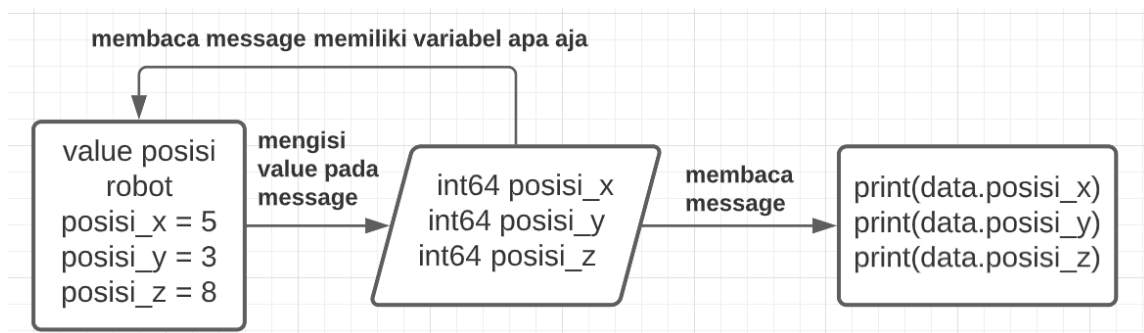 membaca message memiliki variabel apa aja
value posisi
robot
posisi_x = 5
posisi_y = 3
posisi_z = 8
mengisi
value pada
message
int64 posisi_x
int64 posisi_y
int64 posisi_z
membaca
message
print(data.posisi_x)
print(data.posisi_y)
print(data.posisi_z)